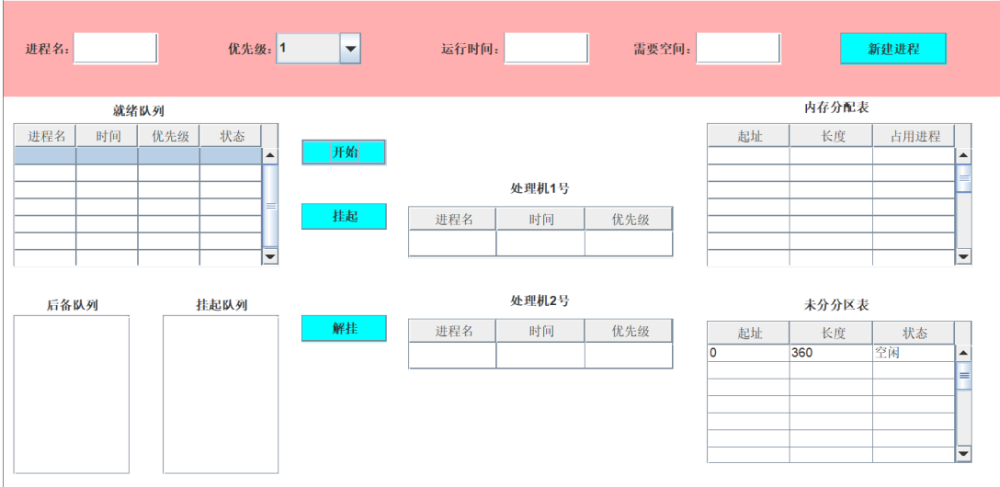 进程名： 优先级： 1 运行时间： 需要空间： 新建进程
就绪队列 内存分配表
进程名 时间 优先级 状态 起址 长度 占用进程
开始
处理机1号
挂起 进程名 时间 优先级
后备队列 挂起队列 处理机2号 未分分区表
解挂 进程名 时间 优先级 起址 长度 状态
0 360 空闲